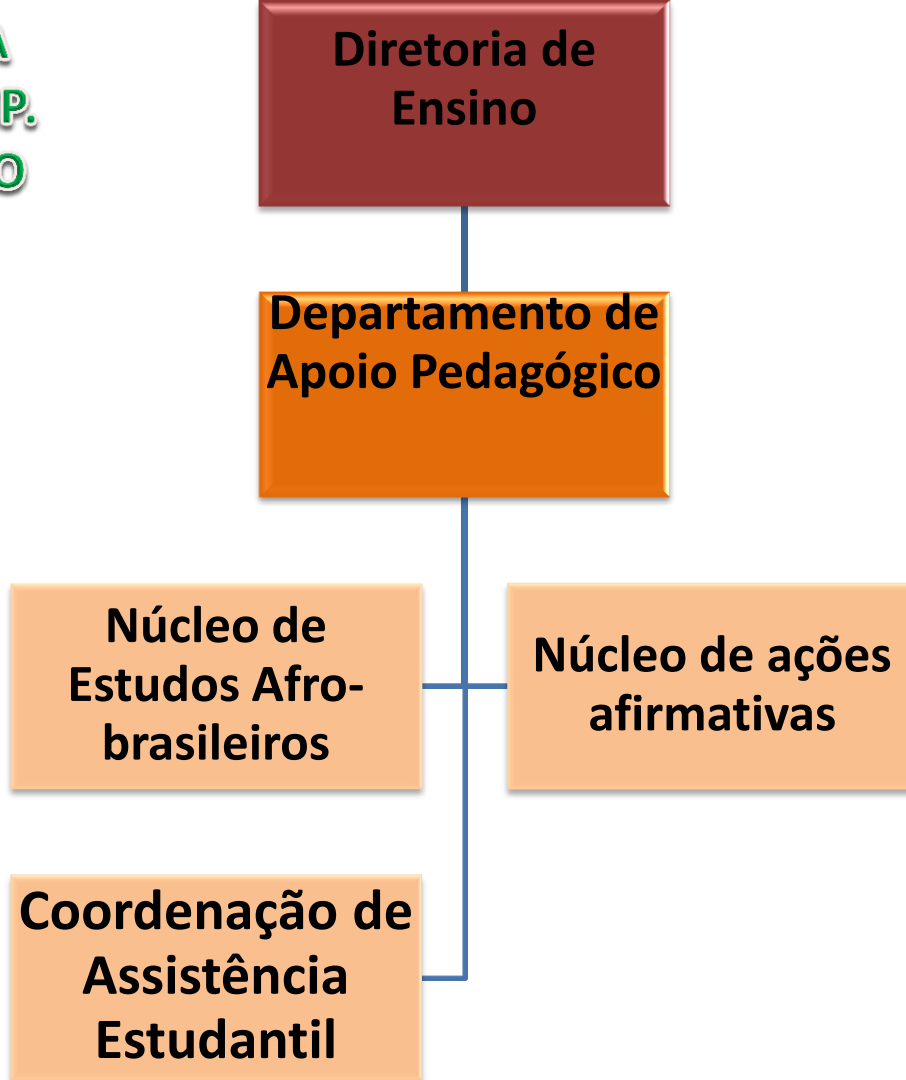 A
P.
O
Diretoria de
Ensino
Departamento de
Apoio Pedagógico
Núcleo de
Estudos Afro-
brasileiros
Núcleo de ações
afirmativas
Coordenação de
Assistência
Estudantil